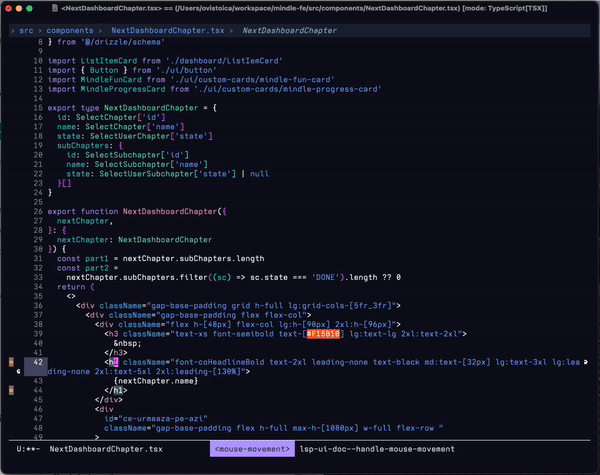 <NextDashboardChapter.tsx> == (/Users/ovistoica/workspace/mindle-fe/src/components/NextDashboardChapter.tsx) [mode: TypeScript[TSX]]
> src > components > NextDashboardChapter.tsx > NextDashboardChapter
8 } from '@/drizzle/schema'
9
10 import ListItemCard from './dashboard/ListItemCard'
11 import { Button } from './ui/button'
12 import MindleFunCard from './ui/custom-cards/mindle-fun-card'
13 import MindleProgressCard from './ui/custom-cards/mindle-progress-card'
14
15 export type NextDashboardChapter = {
16 id: SelectChapter['id']
17 name: SelectChapter['name']
18 state: SelectUserChapter['state']
19 subChapters: {
20 id: SelectSubchapter['id']
21 name: SelectSubchapter['name']
22 state: SelectUserSubchapter['state'] | null
23 }[]
24 }
25
26 export function NextDashboardChapter({
27 nextChapter,
28 }: {
29 nextChapter: NextDashboardChapter
30 }) {
31 const part1 = nextChapter.subChapters.length
32 const part2 =
33 nextChapter.subChapters.filter((sc) => sc.state === 'DONE').length ?? 0
34 return (
35 <>
36 <div className="gap-base-padding grid h-full lg:grid-cols-[5fr_3fr]">
37 <div className="gap-base-padding flex flex-col">
38 <div className="flex h-[48px] flex-col lg:h-[90px] 2xl:h-[96px]">
39 <h3 className="text-xs font-semibold text-[#F15B1d] lg:text-lg 2xl:text-2xl">
40 &nbsp;
41 </h3>
42 <h1 className="font-coHeadlineBold text-2xl leading-none text-black md:text-[32px] lg:text-3xl lg:lea
ding-none 2xl:text-5xl 2xl:leading-[130%]">
43 {nextChapter.name}
44 </h1>
45 </div>
46 <div
47 id="ce-urmeaza-pe-azi"
48 className="gap-base-padding flex h-full max-h-[1080px] w-full flex-row "
49 >
U:**- NextDashboardChapter.tsx <mouse-movement> lsp-ui-doc--handle-mouse-movement